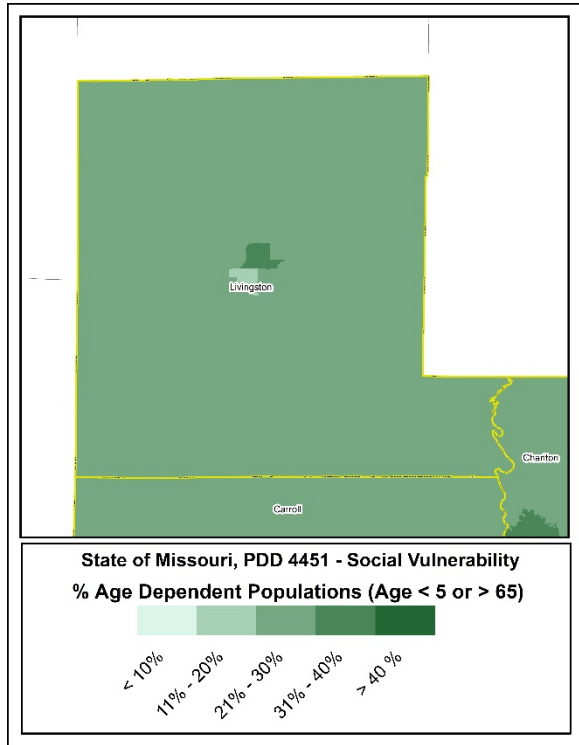 Livingston
Chariton
Carroll
State of Missouri, PDD 4451 - Social Vulnerability
% Age Dependent Populations (Age < 5 or > 65)
< 10%
11% - 20%
21% - 30%
31% - 40%
> 40 %